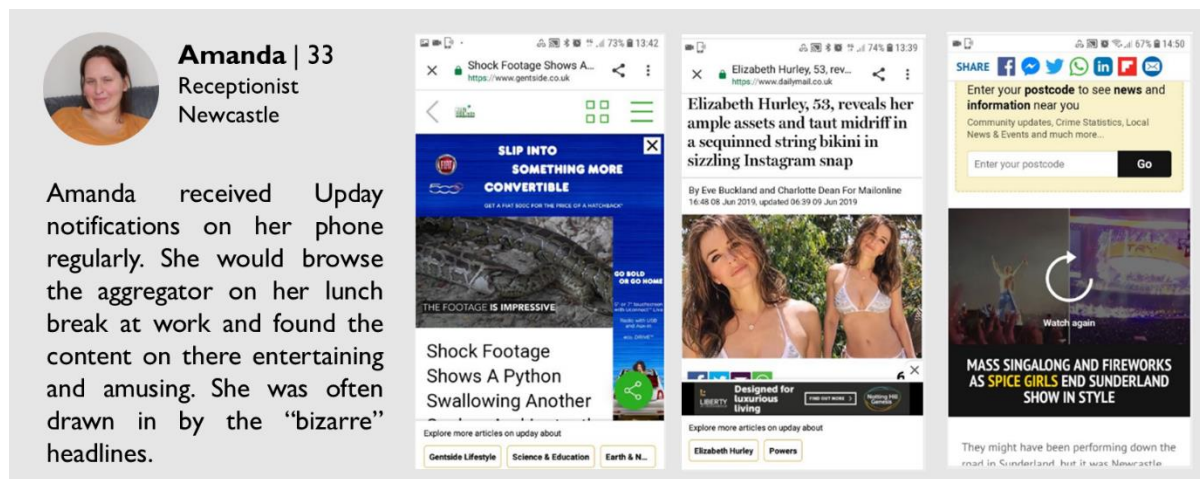 Amanda | 33
Receptionist
Newcastle
Amanda received Upday
notifications on her phone
regularly. She would browse
the aggregator on her lunch
break at work and found the
content on there entertaining
and amusing. She was often
drawn in by the “bizarre”
headlines.
73% 13:42
Shock Footage Shows A...
https://www.gentside.co.uk
SLIP INTO
SOMETHING MORE
CONVERTIBLE
FIAT
500
GET A FIAT 500C FOR THE PRICE OF A HATCHBACK*
GO BOLD
OR GO HOME
THE FOOTAGE IS IMPRESSIVE
Shock Footage
Shows A Python
Swallowing Another
Explore more articles on upday about
Gentside Lifestyle
Science & Education
Earth & N...
74% 13:39
Elizabeth Hurley, 53, rev...
https://www.dailymail.co.uk
Elizabeth Hurley, 53, reveals her
ample assets and taut midriff in
a sequinned string bikini in
sizzling Instagram snap
By Eve Buckland and Charlotte Dean For Mailonline
16:48 08 Jun 2019, updated 06:39 09 Jun 2019
6
LIBERTY
Designed for
luxurious
living
FIND OUT MORE
Notting Hill
Genesis
Explore more articles on upday about
Elizabeth Hurley
Powers
67% 14:50
SHARE
Enter your postcode to see news and
information near you
Community updates, Crime Statistics, Local
News & Events and much more...
Enter your postcode
Go
Watch again
MASS SINGALONG AND FIREWORKS
AS SPICE GIRLS END SUNDERLAND
SHOW IN STYLE
They might have been performing down the
road in Sunderland, but it was Newcastle